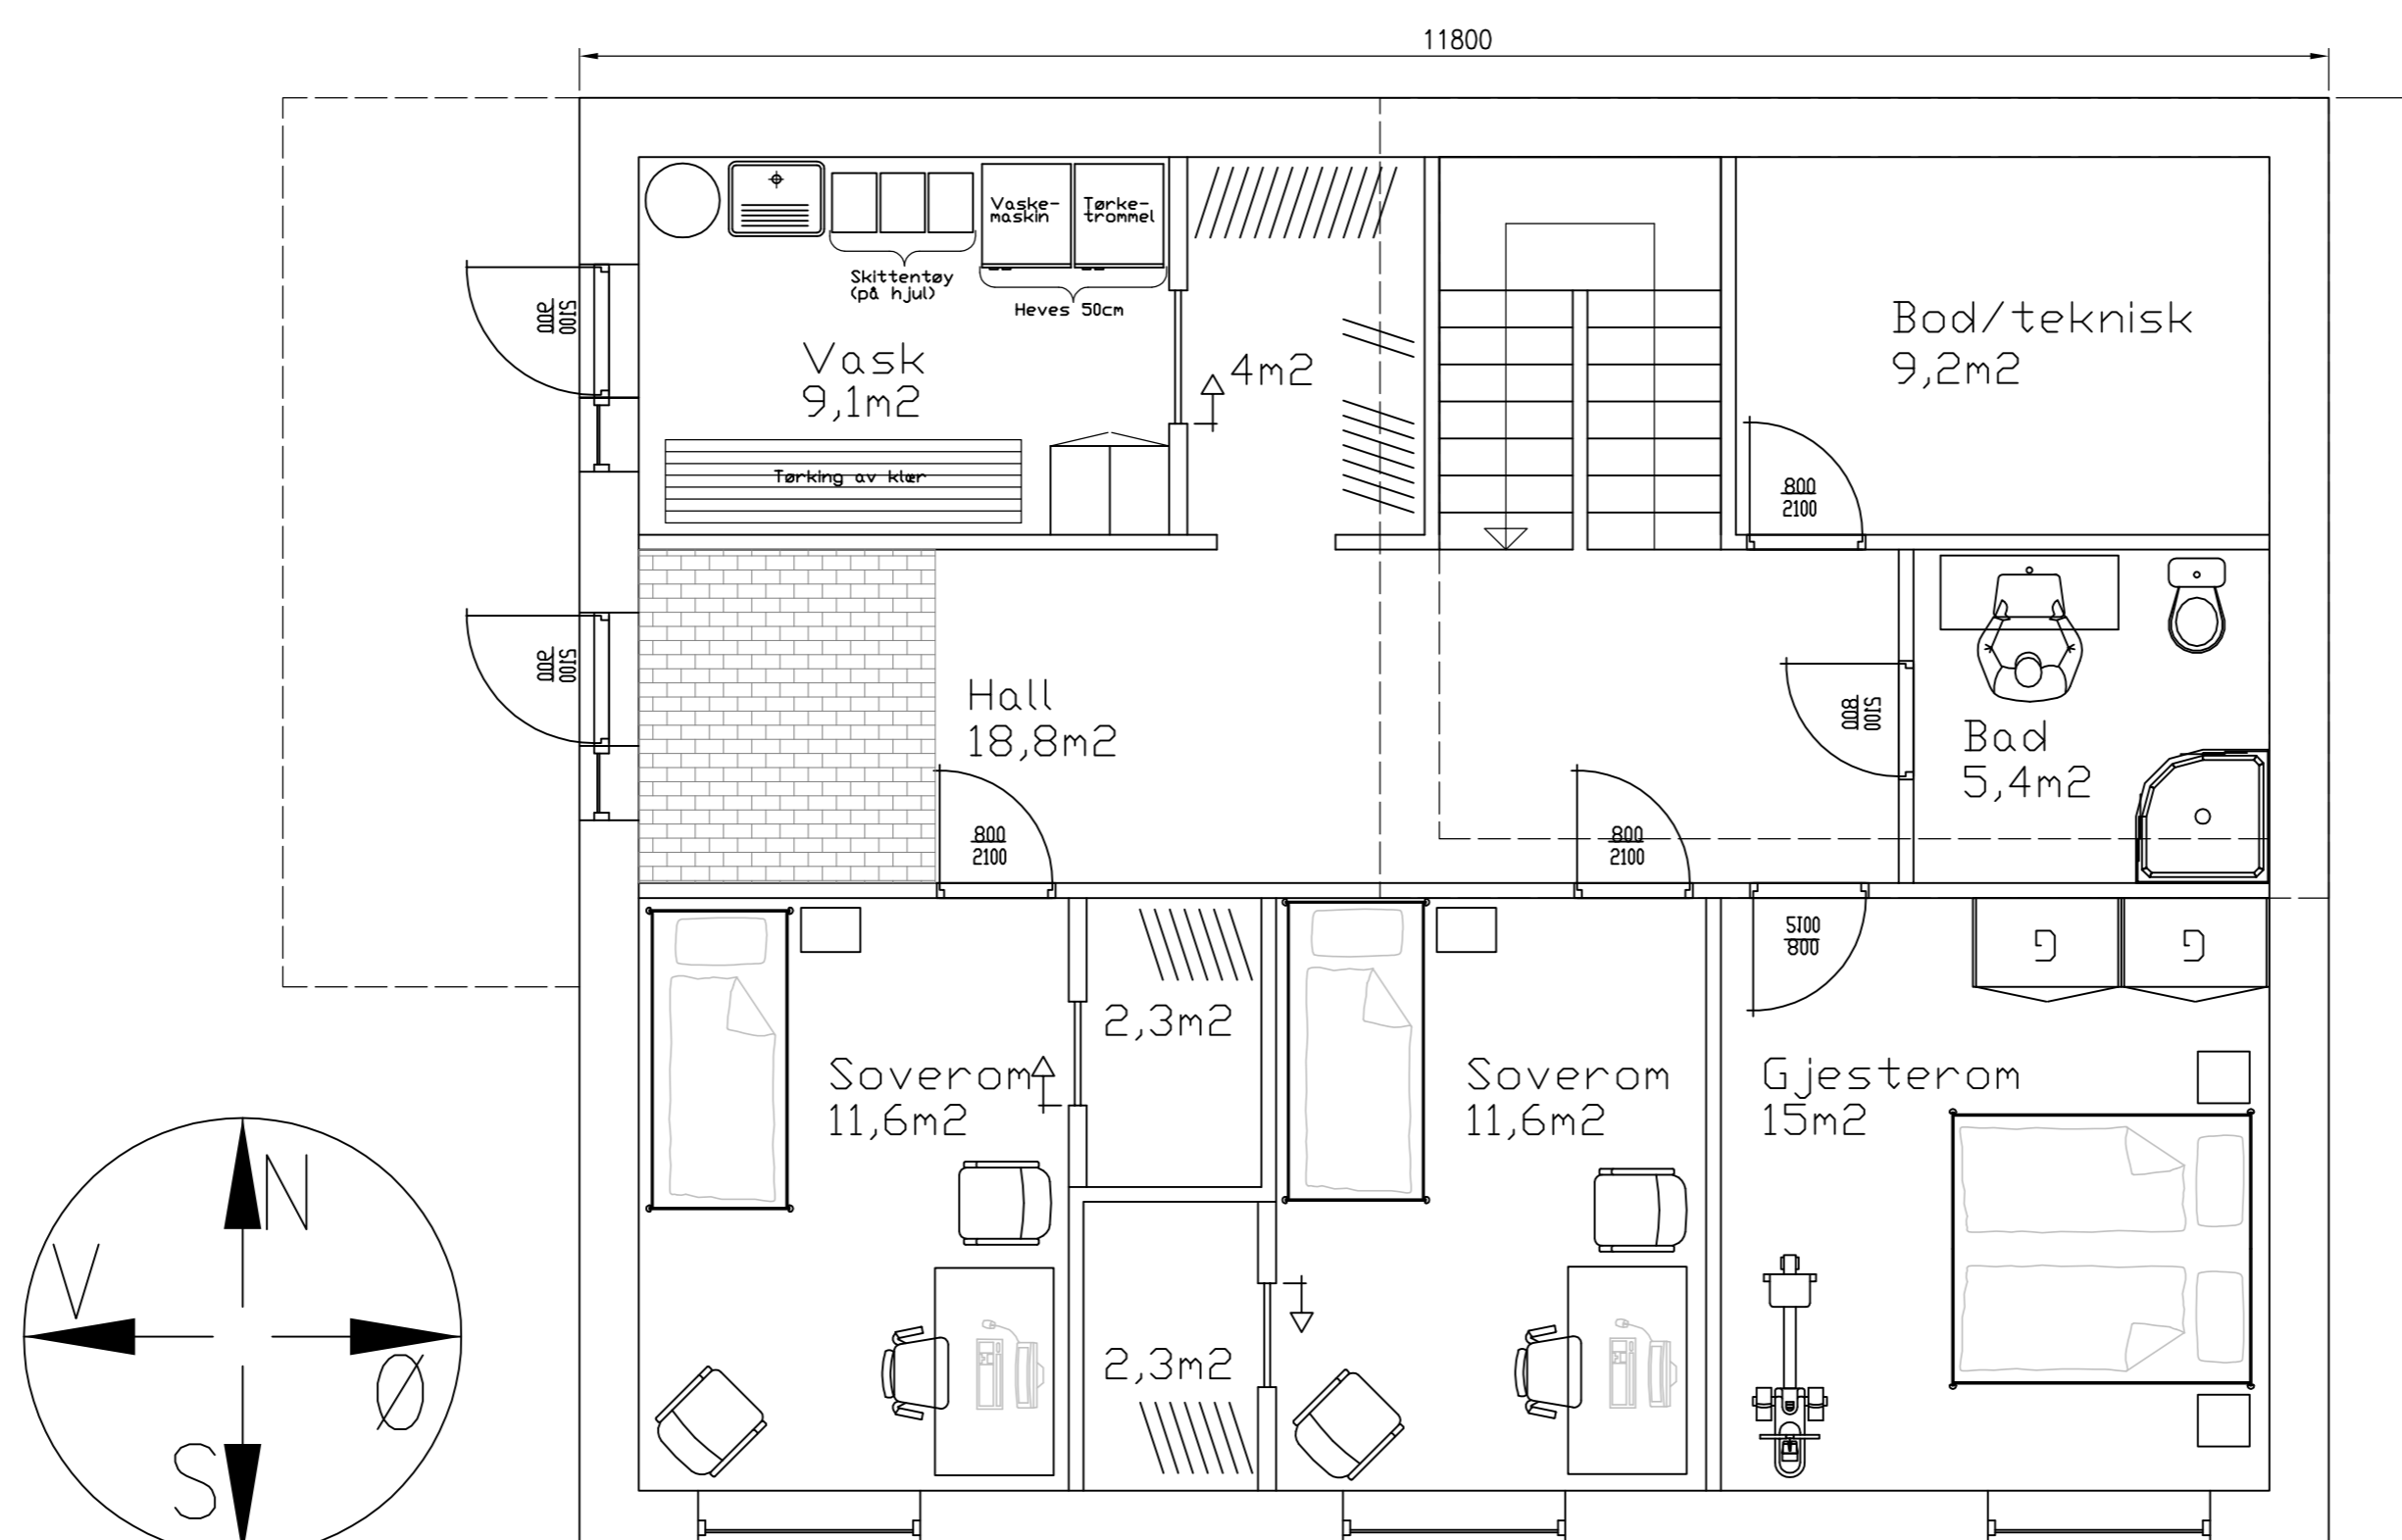 11800
Vaske-
maskin
Tørke-
trommel
Skittentøy
(på hjul)
Heves 50cm
900
2100
Vask
9,1m2
4m2
Bod/teknisk
9,2m2
Tørking av klær
800
2100
900
2100
Hall
18,8m2
800
2100
Bad
5,4m2
800
2100
800
2100
2100
800
G
G
2,3m2
Soverom
11,6m2
Soverom
11,6m2
Gjesterom
15m2
2,3m2
N
V
Ø
S